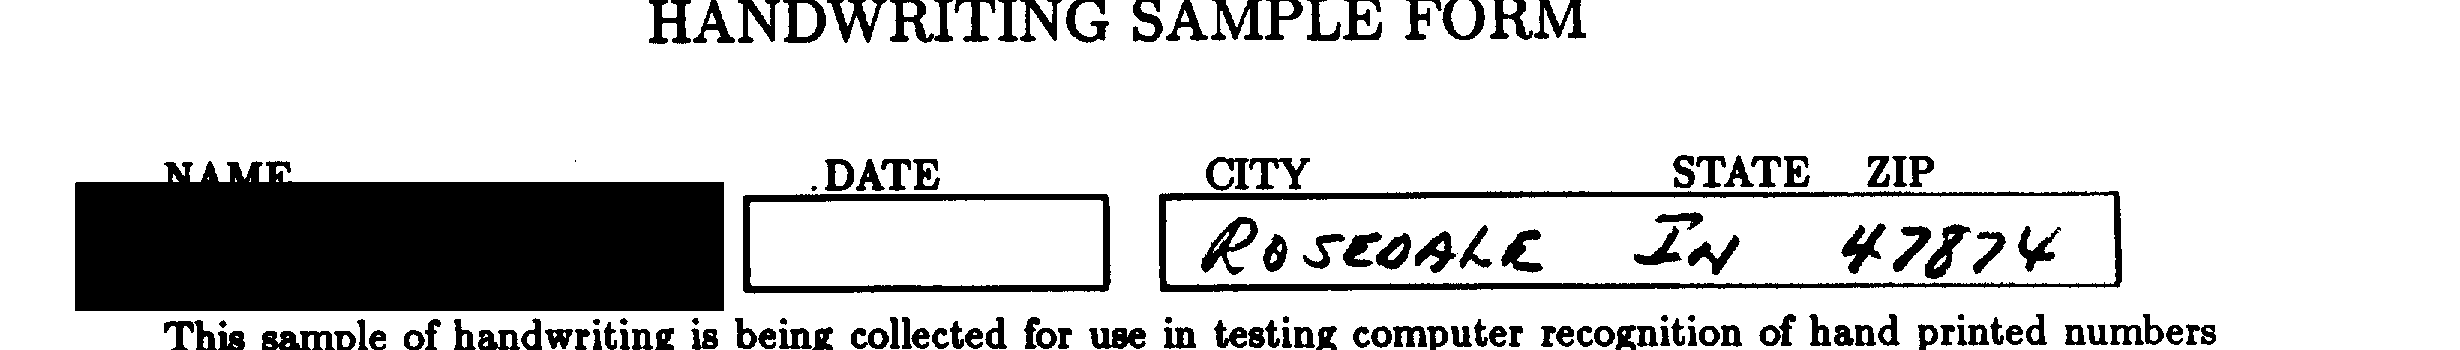 HANDWRITING SAMPLE FORM
NAME DATE CITY STATE ZIP
ROSEDALE IN 47874
This sample of handwriting is being collected for use in testing computer recognition of hand printed numbers